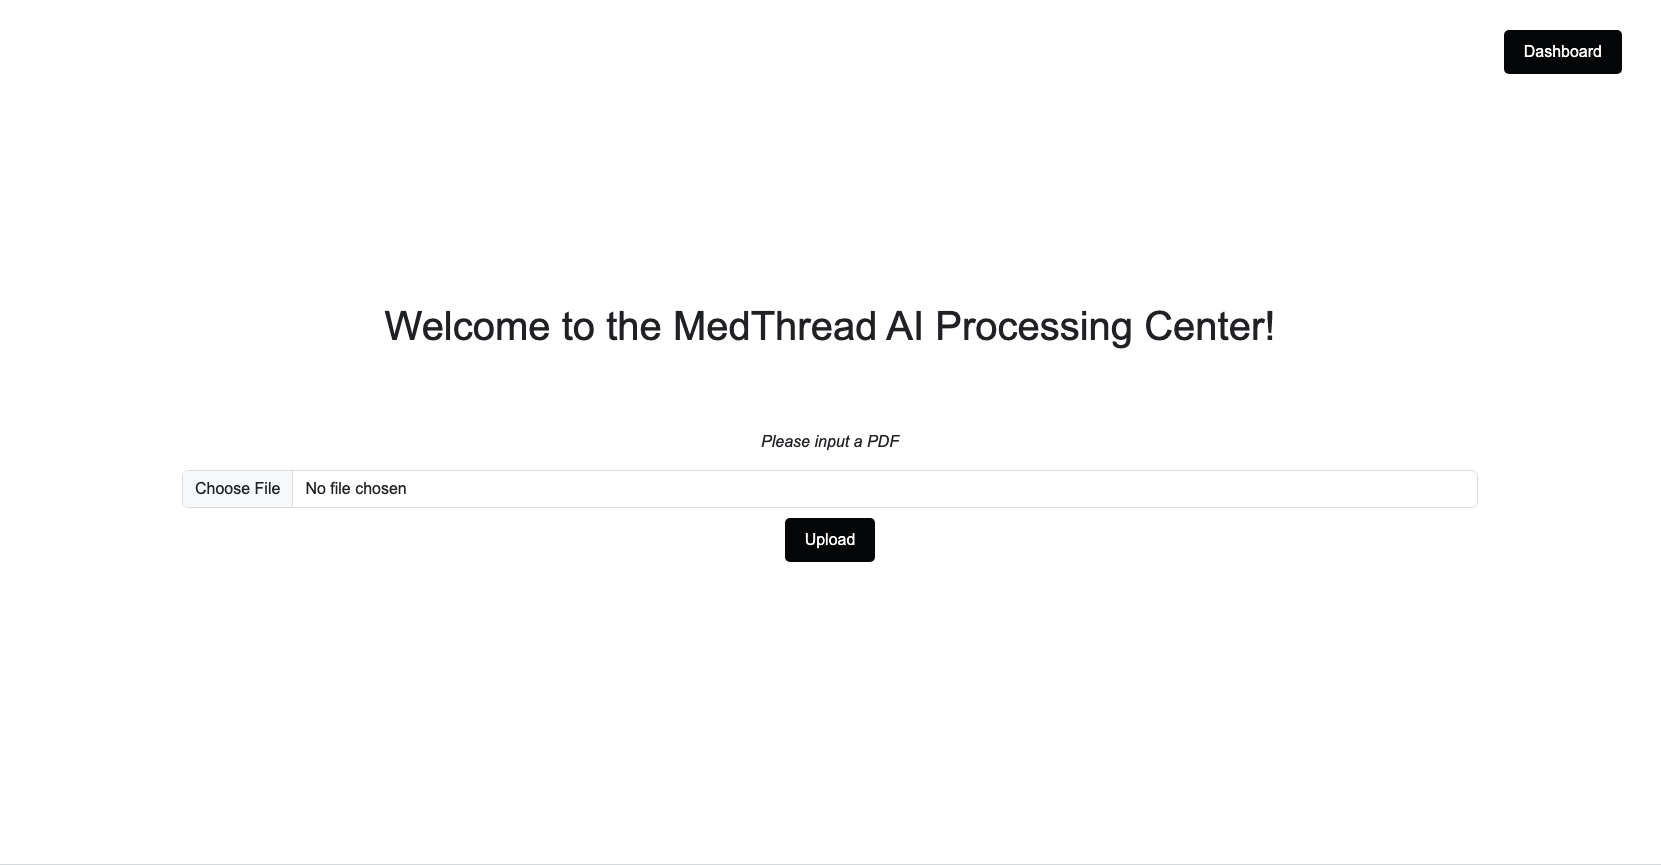 Dashboard
Welcome to the MedThread AI Processing Center!
Please input a PDF
Choose File No file chosen
Upload